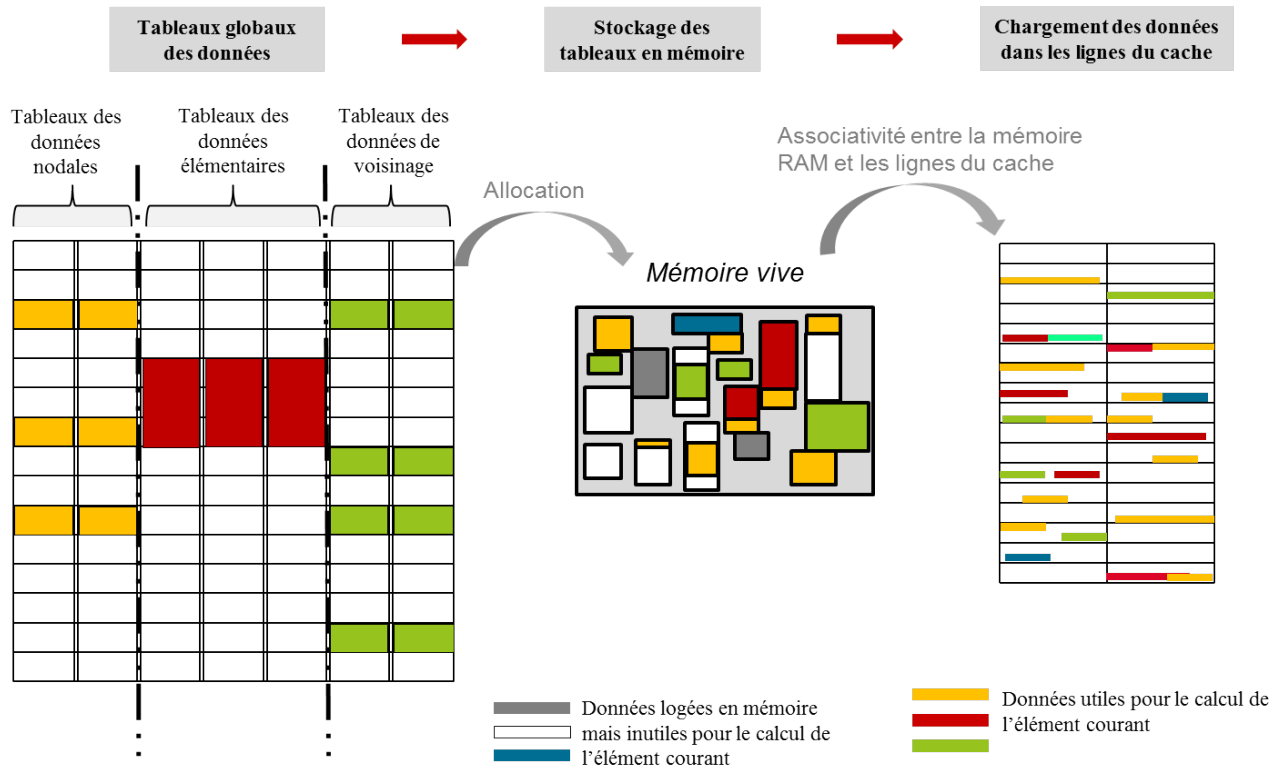 Tableaux globaux
des données
Stockage des
tableaux en mémoire
Chargement des données
dans les lignes du cache
Tableaux des
données
nodales
Tableaux des
données
élémentaires
Tableaux des
données de
voisinage
Allocation
Associativité entre la mémoire
RAM et les lignes du cache
Mémoire vive
Données logées en mémoire
mais inutiles pour le calcul de
l’élément courant
Données utiles pour le calcul de
l’élément courant